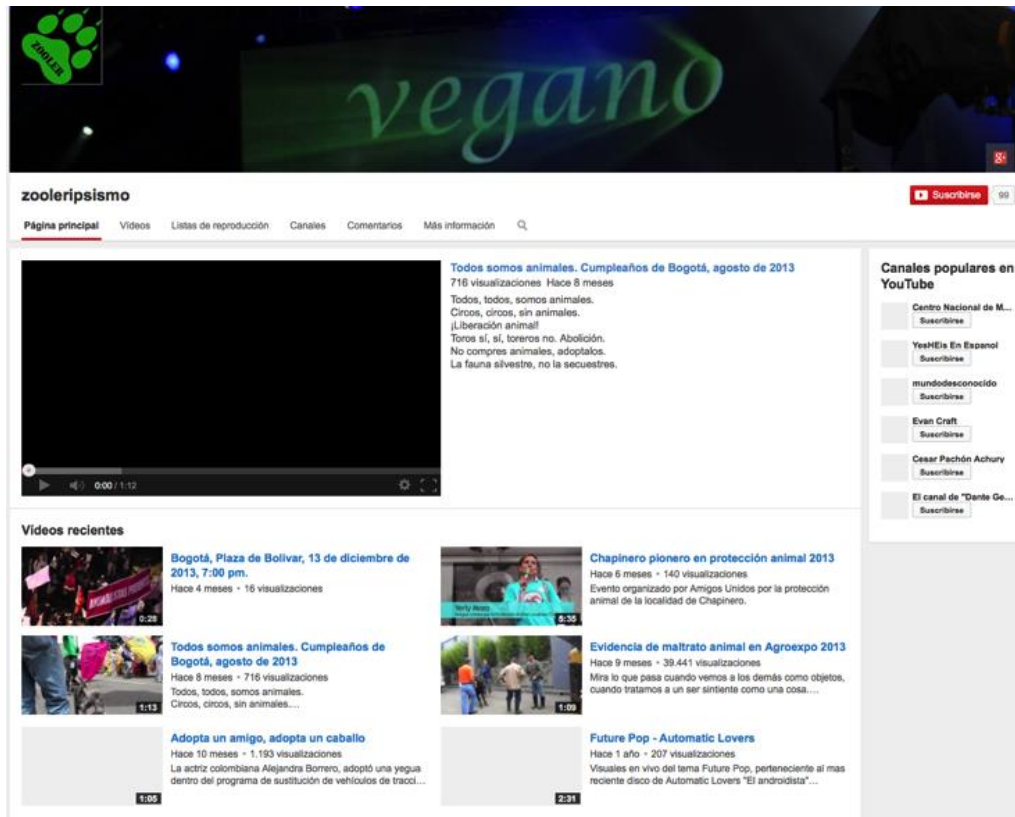 ZOOLER
vegano
zooleripsismo
Suscribirse 99
Página principal Vídeos Listas de reproducción Canales Comentarios Más información
Todos somos animales. Cumpleaños de Bogotá, agosto de 2013
716 visualizaciones Hace 8 meses
Todos, todos, somos animales.
Circos, circos, sin animales.
¡Liberación animal!
Toros sí, sí, toreros no. Abolición.
No compres animales, adoptalos.
La fauna silvestre, no la secuestres.
0:00 / 1:12
Canales populares en
YouTube
Centro Nacional de M...
Suscribirse
YesHEis En Espanol
Suscribirse
mundodesconocido
Suscribirse
Evan Craft
Suscribirse
Cesar Pachón Achury
Suscribirse
El canal de "Dante Ge...
Suscribirse
Vídeos recientes
Bogotá, Plaza de Bolivar, 13 de diciembre de
2013, 7:00 pm.
Hace 4 meses • 16 visualizaciones
0:28
Chapinero pionero en protección animal 2013
Hace 6 meses • 140 visualizaciones
Evento organizado por Amigos Unidos por la protección
animal de la localidad de Chapinero.
5:35
Todos somos animales. Cumpleaños de
Bogotá, agosto de 2013
Hace 8 meses • 716 visualizaciones
Todos, todos, somos animales.
Circos, circos, sin animales....
1:13
Evidencia de maltrato animal en Agroexpo 2013
Hace 9 meses • 39.441 visualizaciones
Mira lo que pasa cuando vemos a los demás como objetos,
cuando tratamos a un ser sintiente como una cosa....
1:09
Adopta un amigo, adopta un caballo
Hace 10 meses • 1.193 visualizaciones
La actriz colombiana Alejandra Borrero, adoptó una yegua
dentro del programa de sustitución de vehículos de tracci...
1:05
Future Pop - Automatic Lovers
Hace 1 año • 207 visualizaciones
Visuales en vivo del tema Future Pop, perteneciente al mas
reciente disco de Automatic Lovers "El androidista"...
2:31